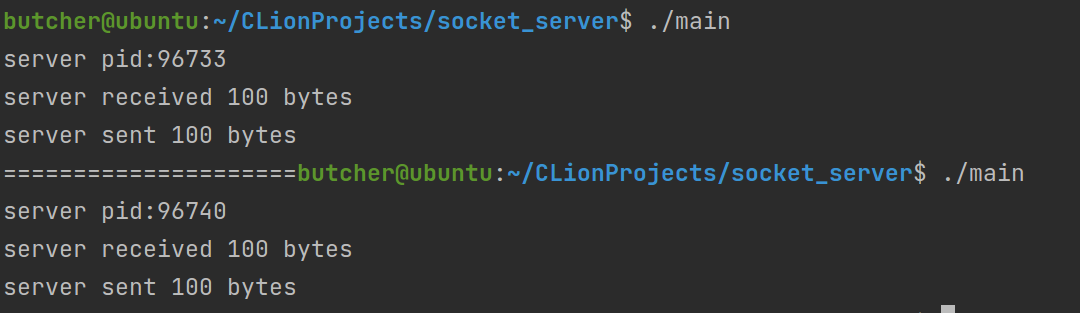 butcher@ubuntu:~/CLionProjects/socket_server$ ./main
server pid:96733
server received 100 bytes
server sent 100 bytes
=====================butcher@ubuntu:~/CLionProjects/socket_server$ ./main
server pid:96740
server received 100 bytes
server sent 100 bytes